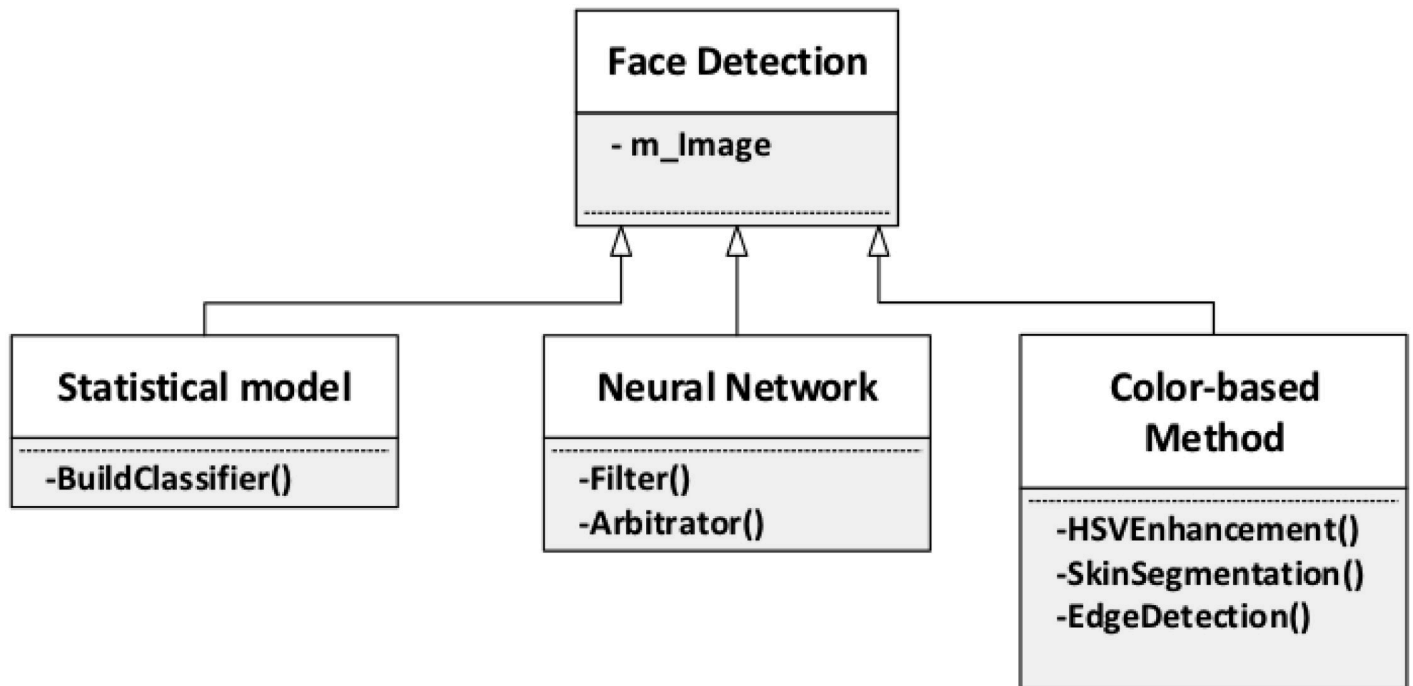 Face Detection
- m_Image
Statistical model
-BuildClassifier()
Neural Network
-Filter()
-Arbitrator()
Color-based
Method
-HSVEnhancement()
-SkinSegmentation()
-EdgeDetection()